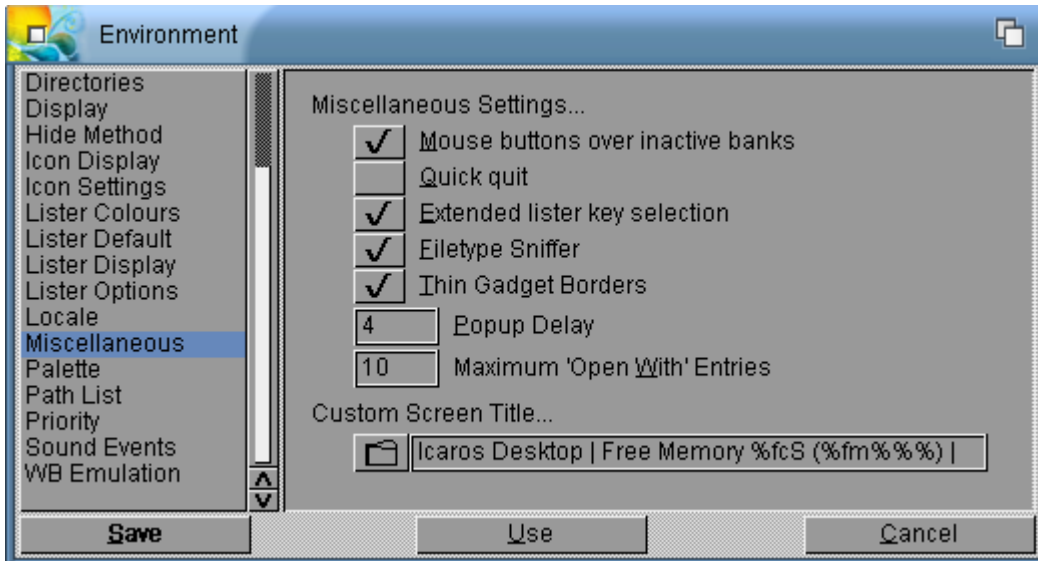 Environment
Directories
Display
Hide Method
Icon Display
Icon Settings
Lister Colours
Lister Default
Lister Display
Lister Options
Locale
Miscellaneous
Palette
Path List
Priority
Sound Events
WB Emulation
Miscellaneous Settings...
Mouse buttons over inactive banks
Quick quit
Extended lister key selection
Filetype Sniffer
Thin Gadget Borders
4 Popup Delay
10 Maximum 'Open With' Entries
Custom Screen Title...
Icaros Desktop | Free Memory %fcS (%fm%%%) |
Save Use Cancel